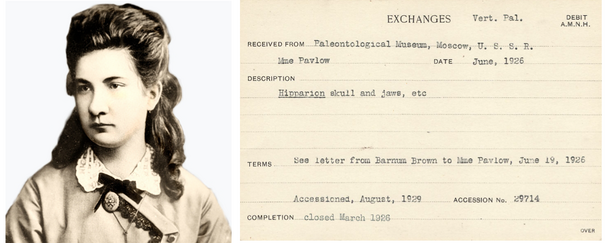 EXCHANGES Vert. Pal. DEBIT
A.M.N.H.
RECEIVED FROM Paleontological Museum, Moscow, U. S. S. R.
Mme Pavlow DATE June, 1926
DESCRIPTION
Hipparion skull and jaws, etc
TERMS See letter from Barnum Brown to Mme Pavlow, June 19, 1926
Accessioned, August, 1929 ACCESSION No. 29714
COMPLETION closed March 1926
OVER